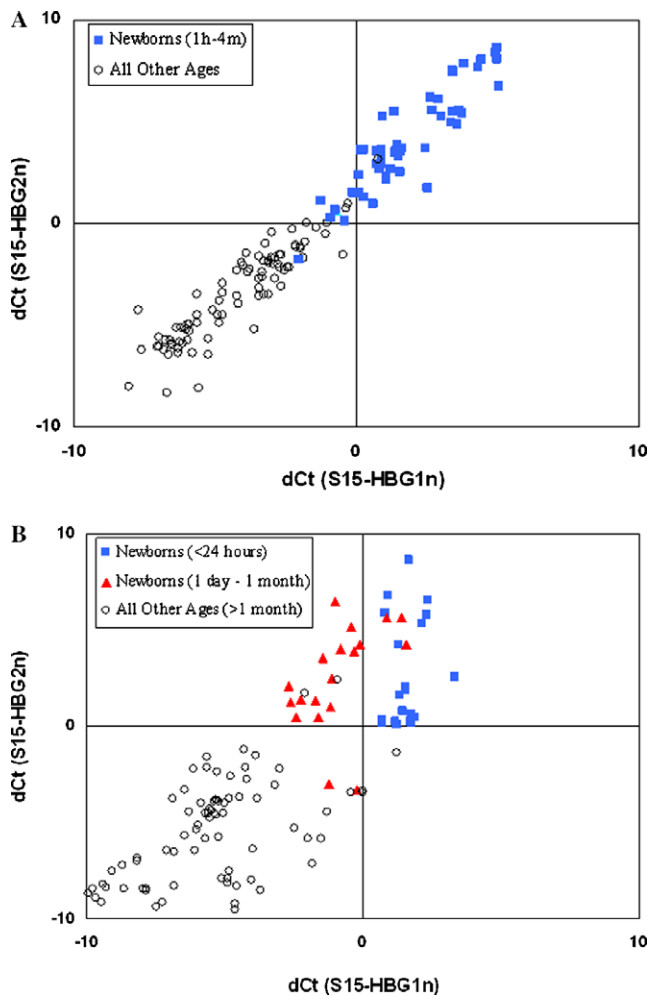 A
10
Newborns (1h-4m)
All Other Ages
dCt (S15-HBG2n)
0
-10
-10
0
10
dCt (S15-HBG1n)
B
10
Newborns (<24 hours)
Newborns (1 day - 1 month)
All Other Ages (>1 month)
dCt (S15-HBG2n)
0
-10
-10
0
10
dCt (S15-HBG1n)